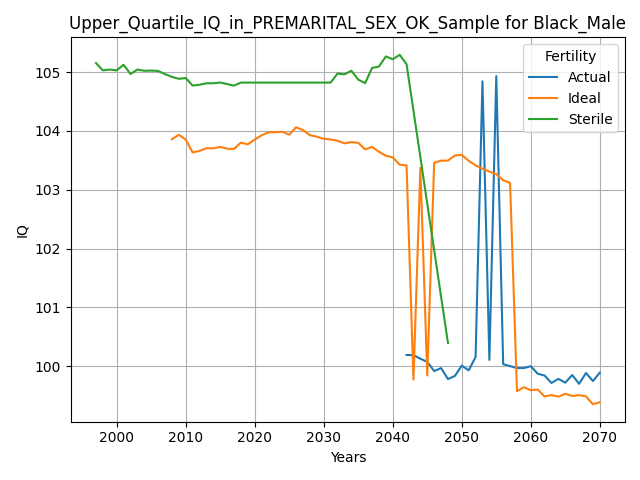 Upper_Quartile_IQ_in_PREMARITAL_SEX_OK_Sample for Black_Male
Fertility
Actual
Ideal
Sterile
105
104
103
102
101
100
IQ
2000
2010
2020
2030
2040
2050
2060
2070
Years